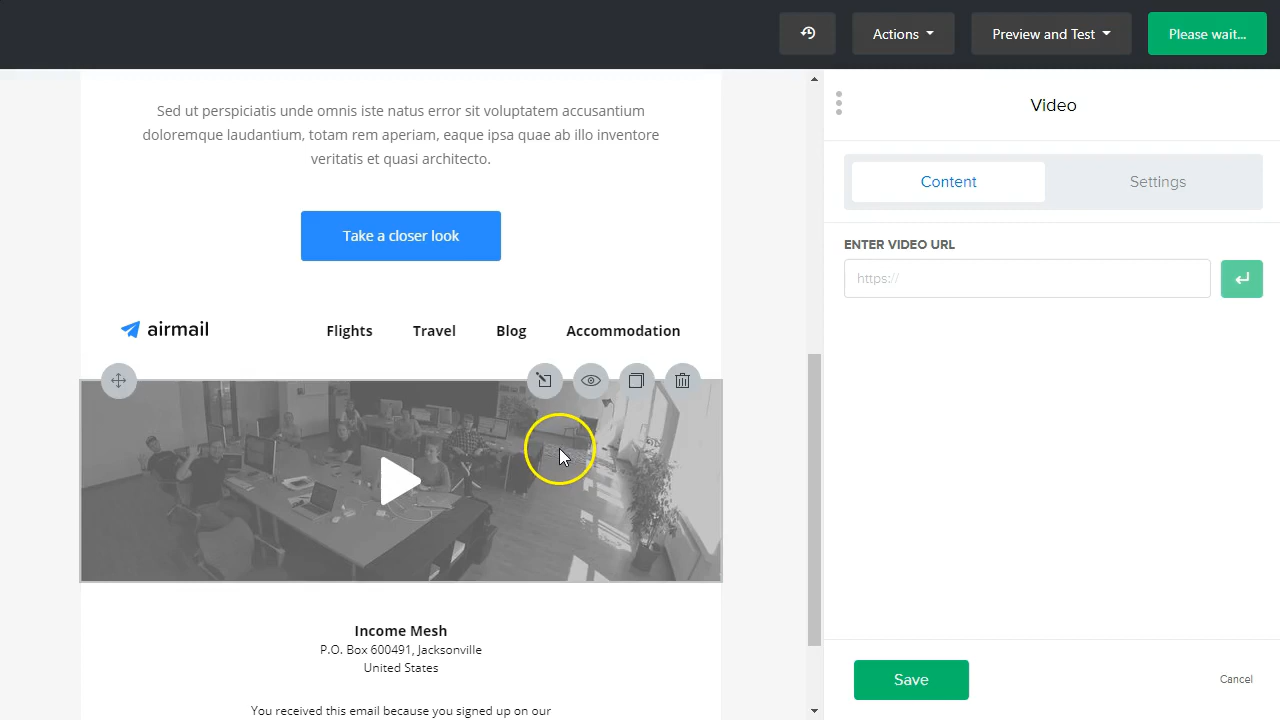 Actions
Preview and Test
Please wait...
Sed ut perspiciatis unde omnis iste natus error sit voluptatem accusantium
doloremque laudantium, totam rem aperiam, eaque ipsa quae ab illo inventore
veritatis et quasi architecto.
Take a closer look
airmail
Flights
Travel
Blog
Accommodation
Income Mesh
P.O. Box 600491, Jacksonville
United States
You received this email because you signed up on our
Video
Content
Settings
ENTER VIDEO URL
https://
Save
Cancel